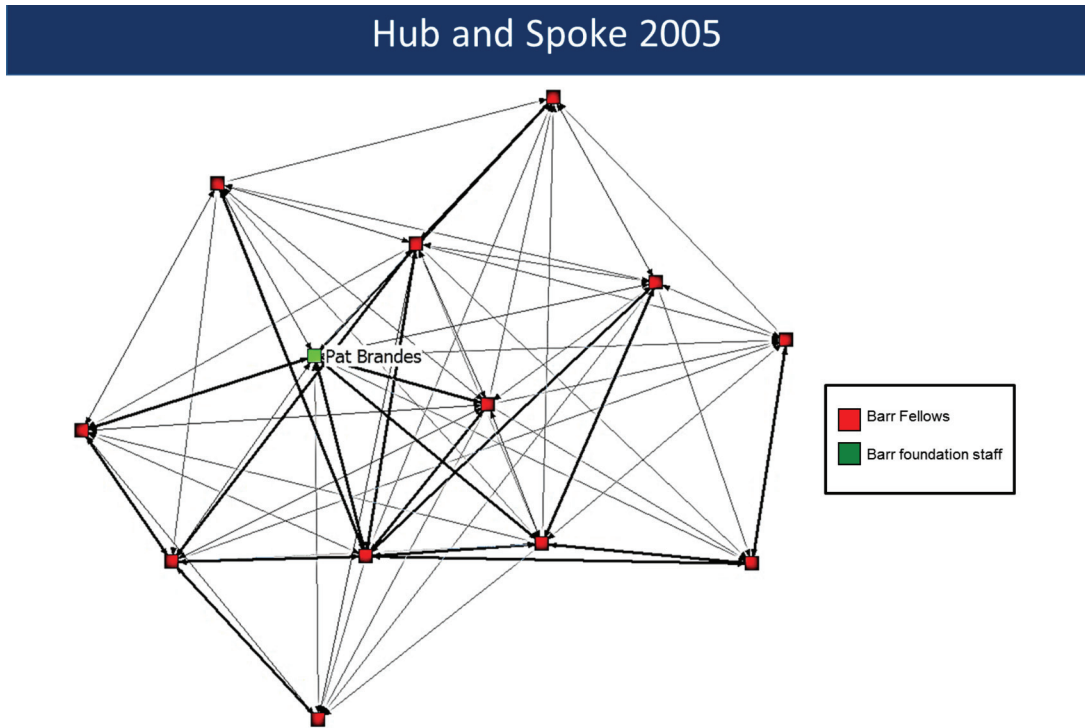 Hub and Spoke 2005
Pat Brandes
Barr Fellows
Barr foundation staff